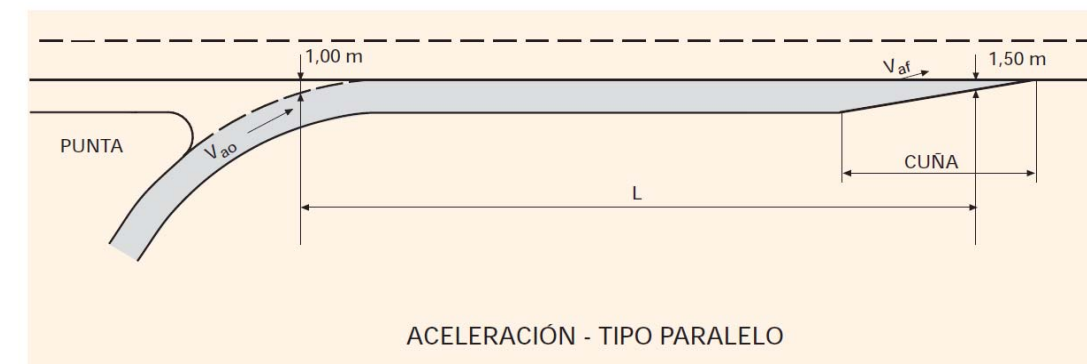 1,00 m
1,50 m
Vaf
PUNTA
Vao
CUÑA
L
ACELERACIÓN - TIPO PARALELO